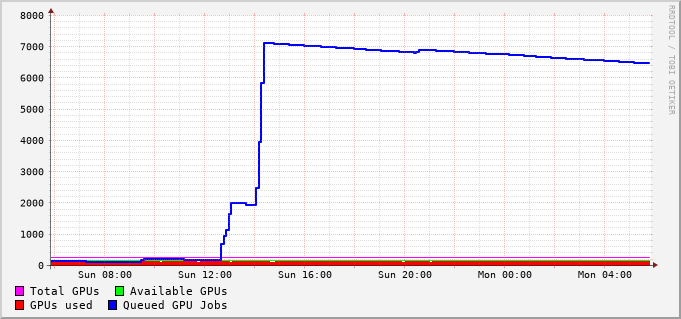 8000
7000
6000
5000
4000
3000
2000
1000
0
Sun 08:00 Sun 12:00 Sun 16:00 Sun 20:00 Mon 00:00 Mon 04:00
Total GPUs Available GPUs
GPUs used Queued GPU Jobs
RRDTOOL / TOBI OETIKER